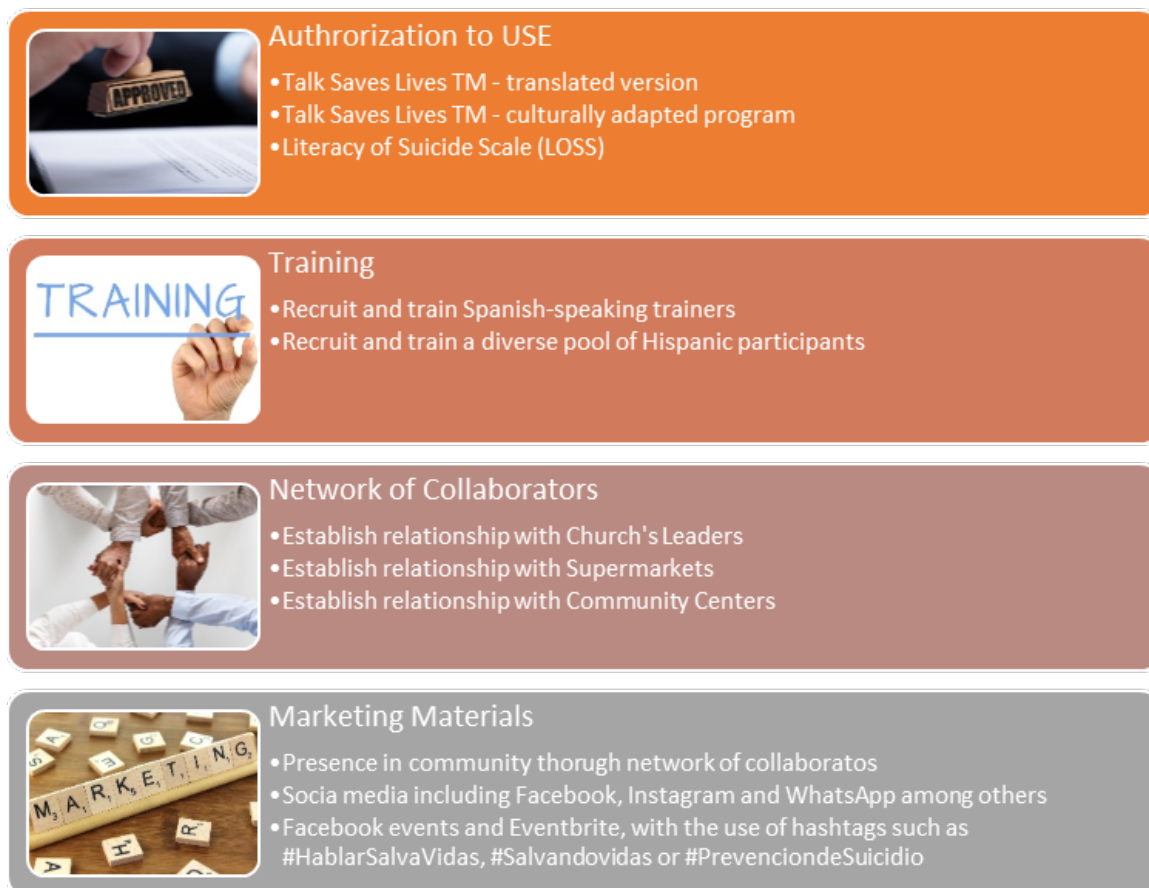 Authrorization to USE
APPROVED
•Talk Saves Lives TM - translated version
•Talk Saves Lives TM - culturally adapted program
•Literacy of Suicide Scale (LOSS)
Training
TRAINING
•Recruit and train Spanish-speaking trainers
•Recruit and train a diverse pool of Hispanic participants
Network of Collaborators
•Establish relationship with Church's Leaders
•Establish relationship with Supermarkets
•Establish relationship with Community Centers
Marketing Materials
MARKETING
•Presence in community thorugh network of collaboratos
•Socia media including Facebook, Instagram and WhatsApp among others
•Facebook events and Eventbrite, with the use of hashtags such as
#HablarSalvaVidas, #Salvandovidas or #PrevenciondeSuicidio